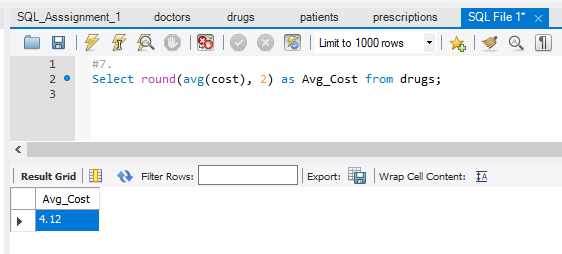 SQL_Asssignment_1 doctors drugs patients prescriptions SQL File 1*
Limit to 1000 rows
1 #7.
2 Select round(avg(cost), 2) as Avg_Cost from drugs;
3
Result Grid Filter Rows: Export: Wrap Cell Content:
Avg_Cost
4.12